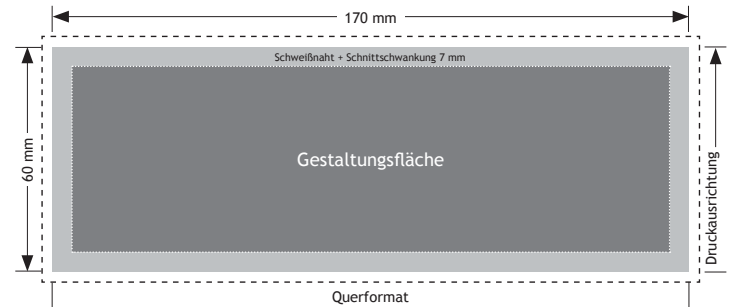 170 mm
Schweißnaht + Schnittschwankung 7 mm
60 mm
Gestaltungsfläche
Druckausrichtung
Querformat